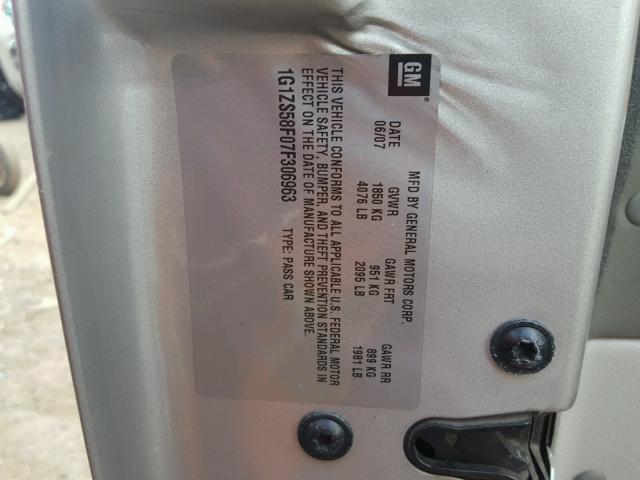 GM
MFD BY GENERAL MOTORS CORP.
DATE GVWR GAWR FRT GAWR RR
06/07 1850 KG 951 KG 899 KG
4076 LB 2095 LB 1981 LB
THIS VEHICLE CONFORMS TO ALL APPLICABLE U.S. FEDERAL MOTOR
VEHICLE SAFETY, BUMPER, AND THEFT PREVENTION STANDARDS IN
EFFECT ON THE DATE OF MANUFACTURE SHOWN ABOVE.
1G1ZS58F07F306963 TYPE: PASS CAR